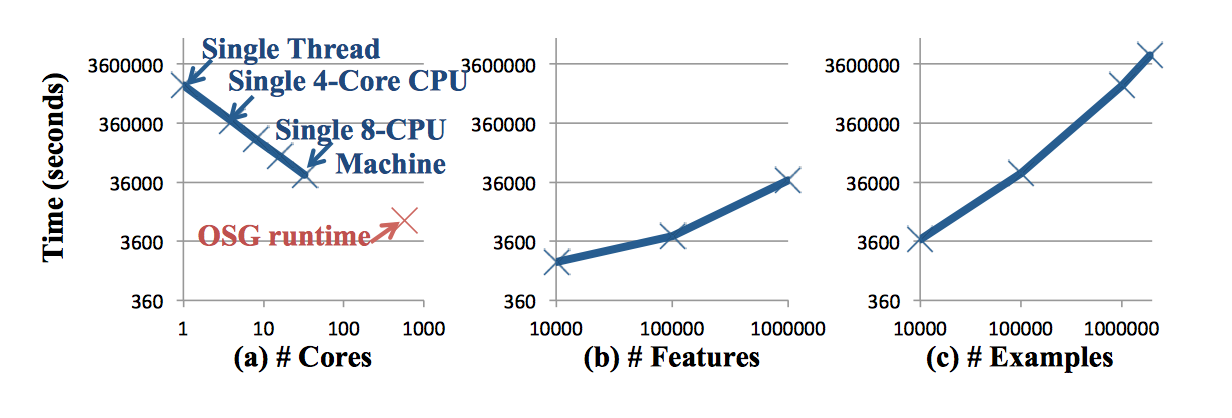 Time (seconds)
3600000
360000
36000
3600
360
Single Thread
Single 4-Core CPU
Single 8-CPU
Machine
OSG runtime
1 10 100 1000
(a) # Cores
3600000
360000
36000
3600
360
10000 100000 1000000
(b) # Features
3600000
360000
36000
3600
360
10000 100000 1000000
(c) # Examples